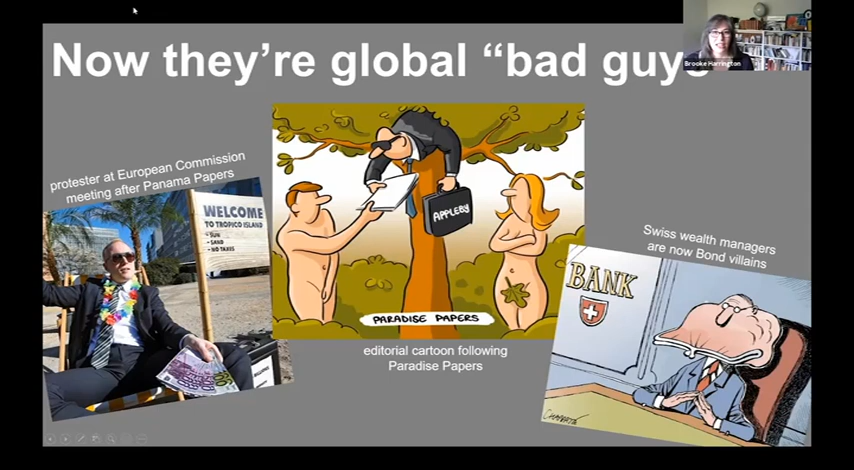 Now they're global “bad guys
Brooke Harrington
protester at European Commission
meeting after Panama Papers
WELCOME
TO TROPICO ISLAND
- SUN
- SAND
- NO TAXES
APPLEBY
PARADISE PAPERS
editorial cartoon following
Paradise Papers
Swiss wealth managers
are now Bond villains
BANK
CHAPPATTE